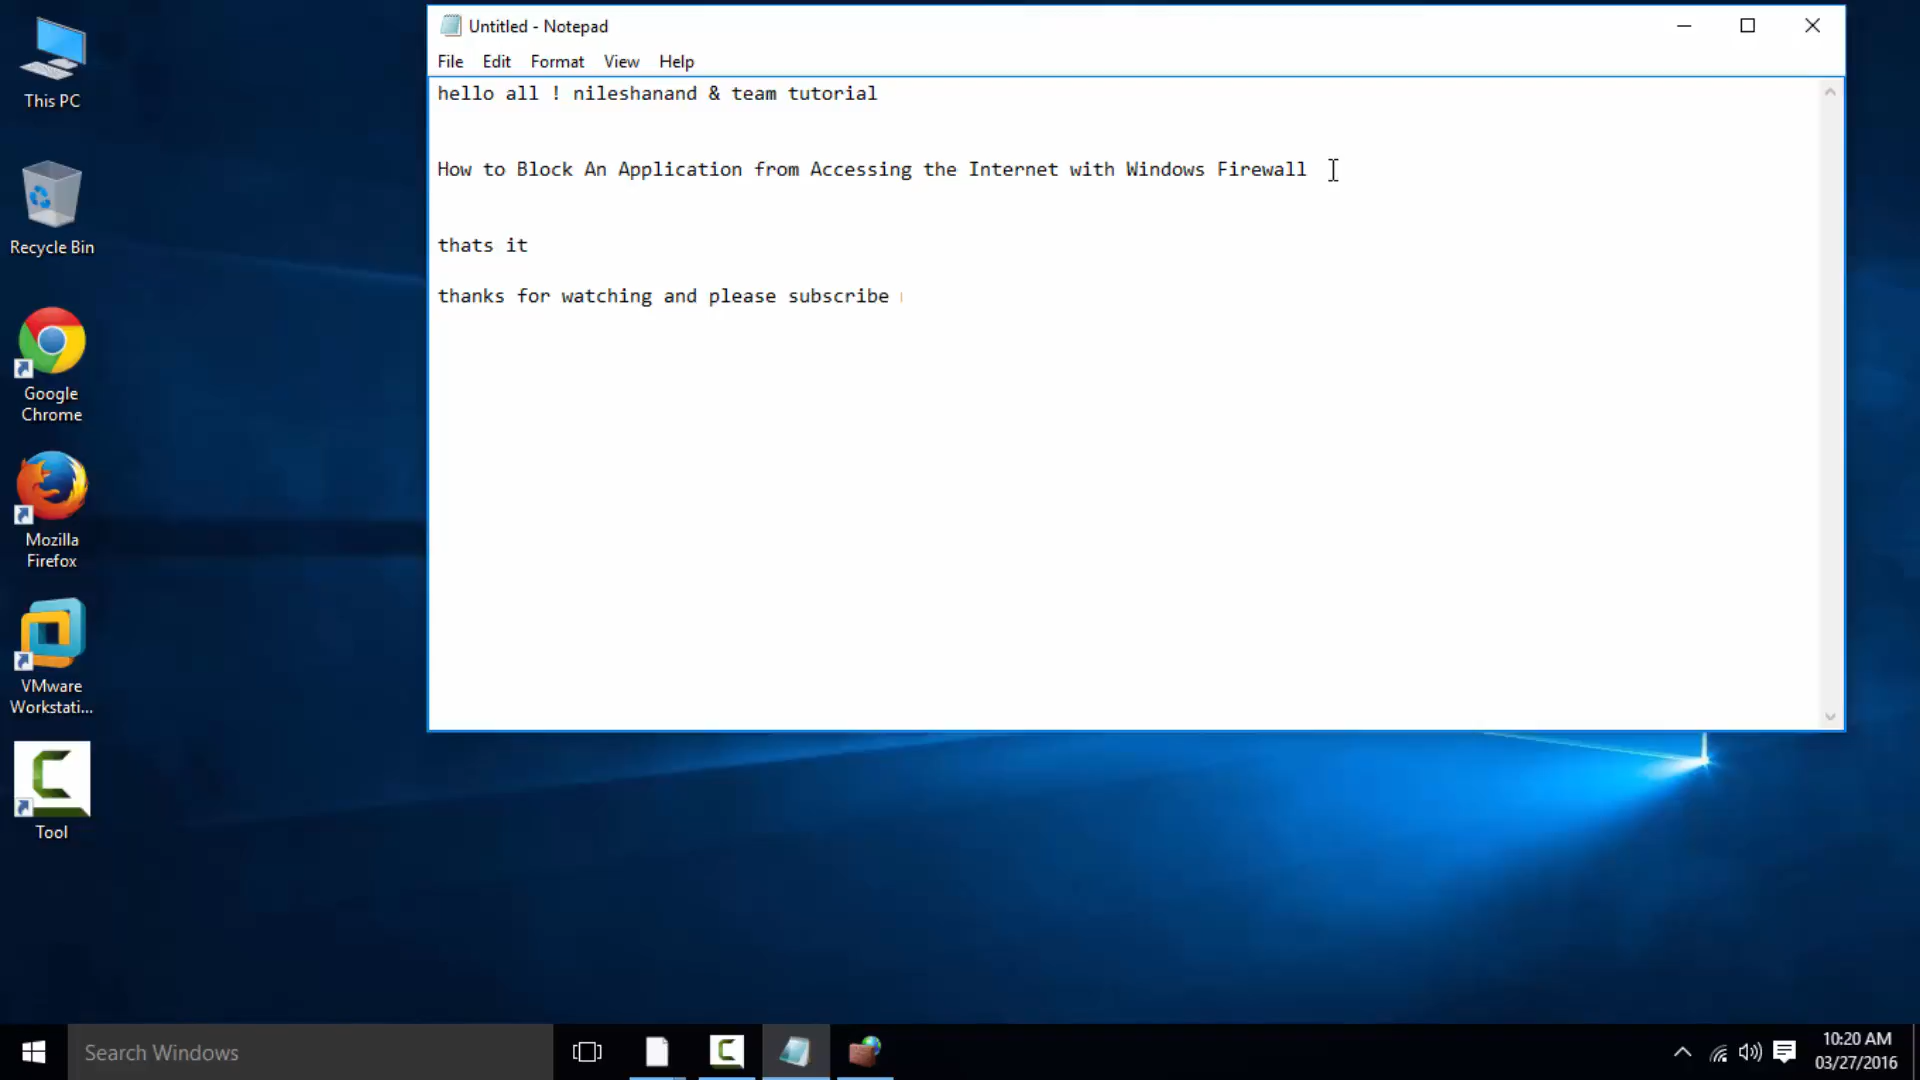 Untitled - Notepad
File Edit Format View Help
hello all ! nileshanand & team tutorial
How to Block An Application from Accessing the Internet with Windows Firewall
thats it
thanks for watching and please subscribe
This PC
Recycle Bin
Google
Chrome
Mozilla
Firefox
VMware
Workstati...
Tool
Search Windows
10:20 AM
03/27/2016